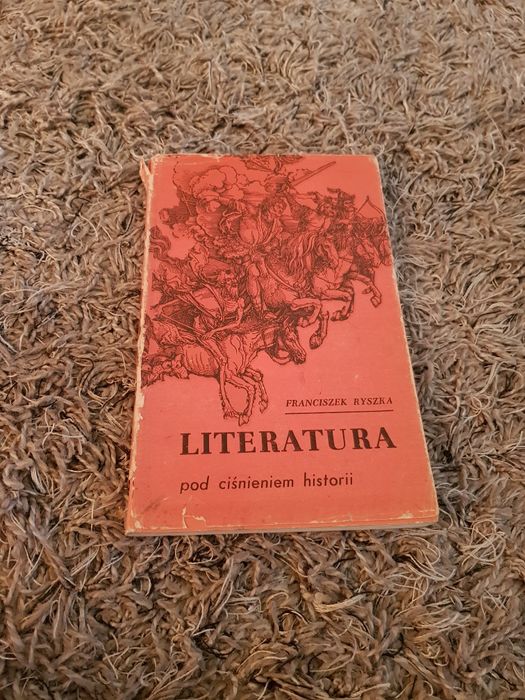 FRANCISZEK RYSZKA
LITERATURA
pod ciśnieniem historii